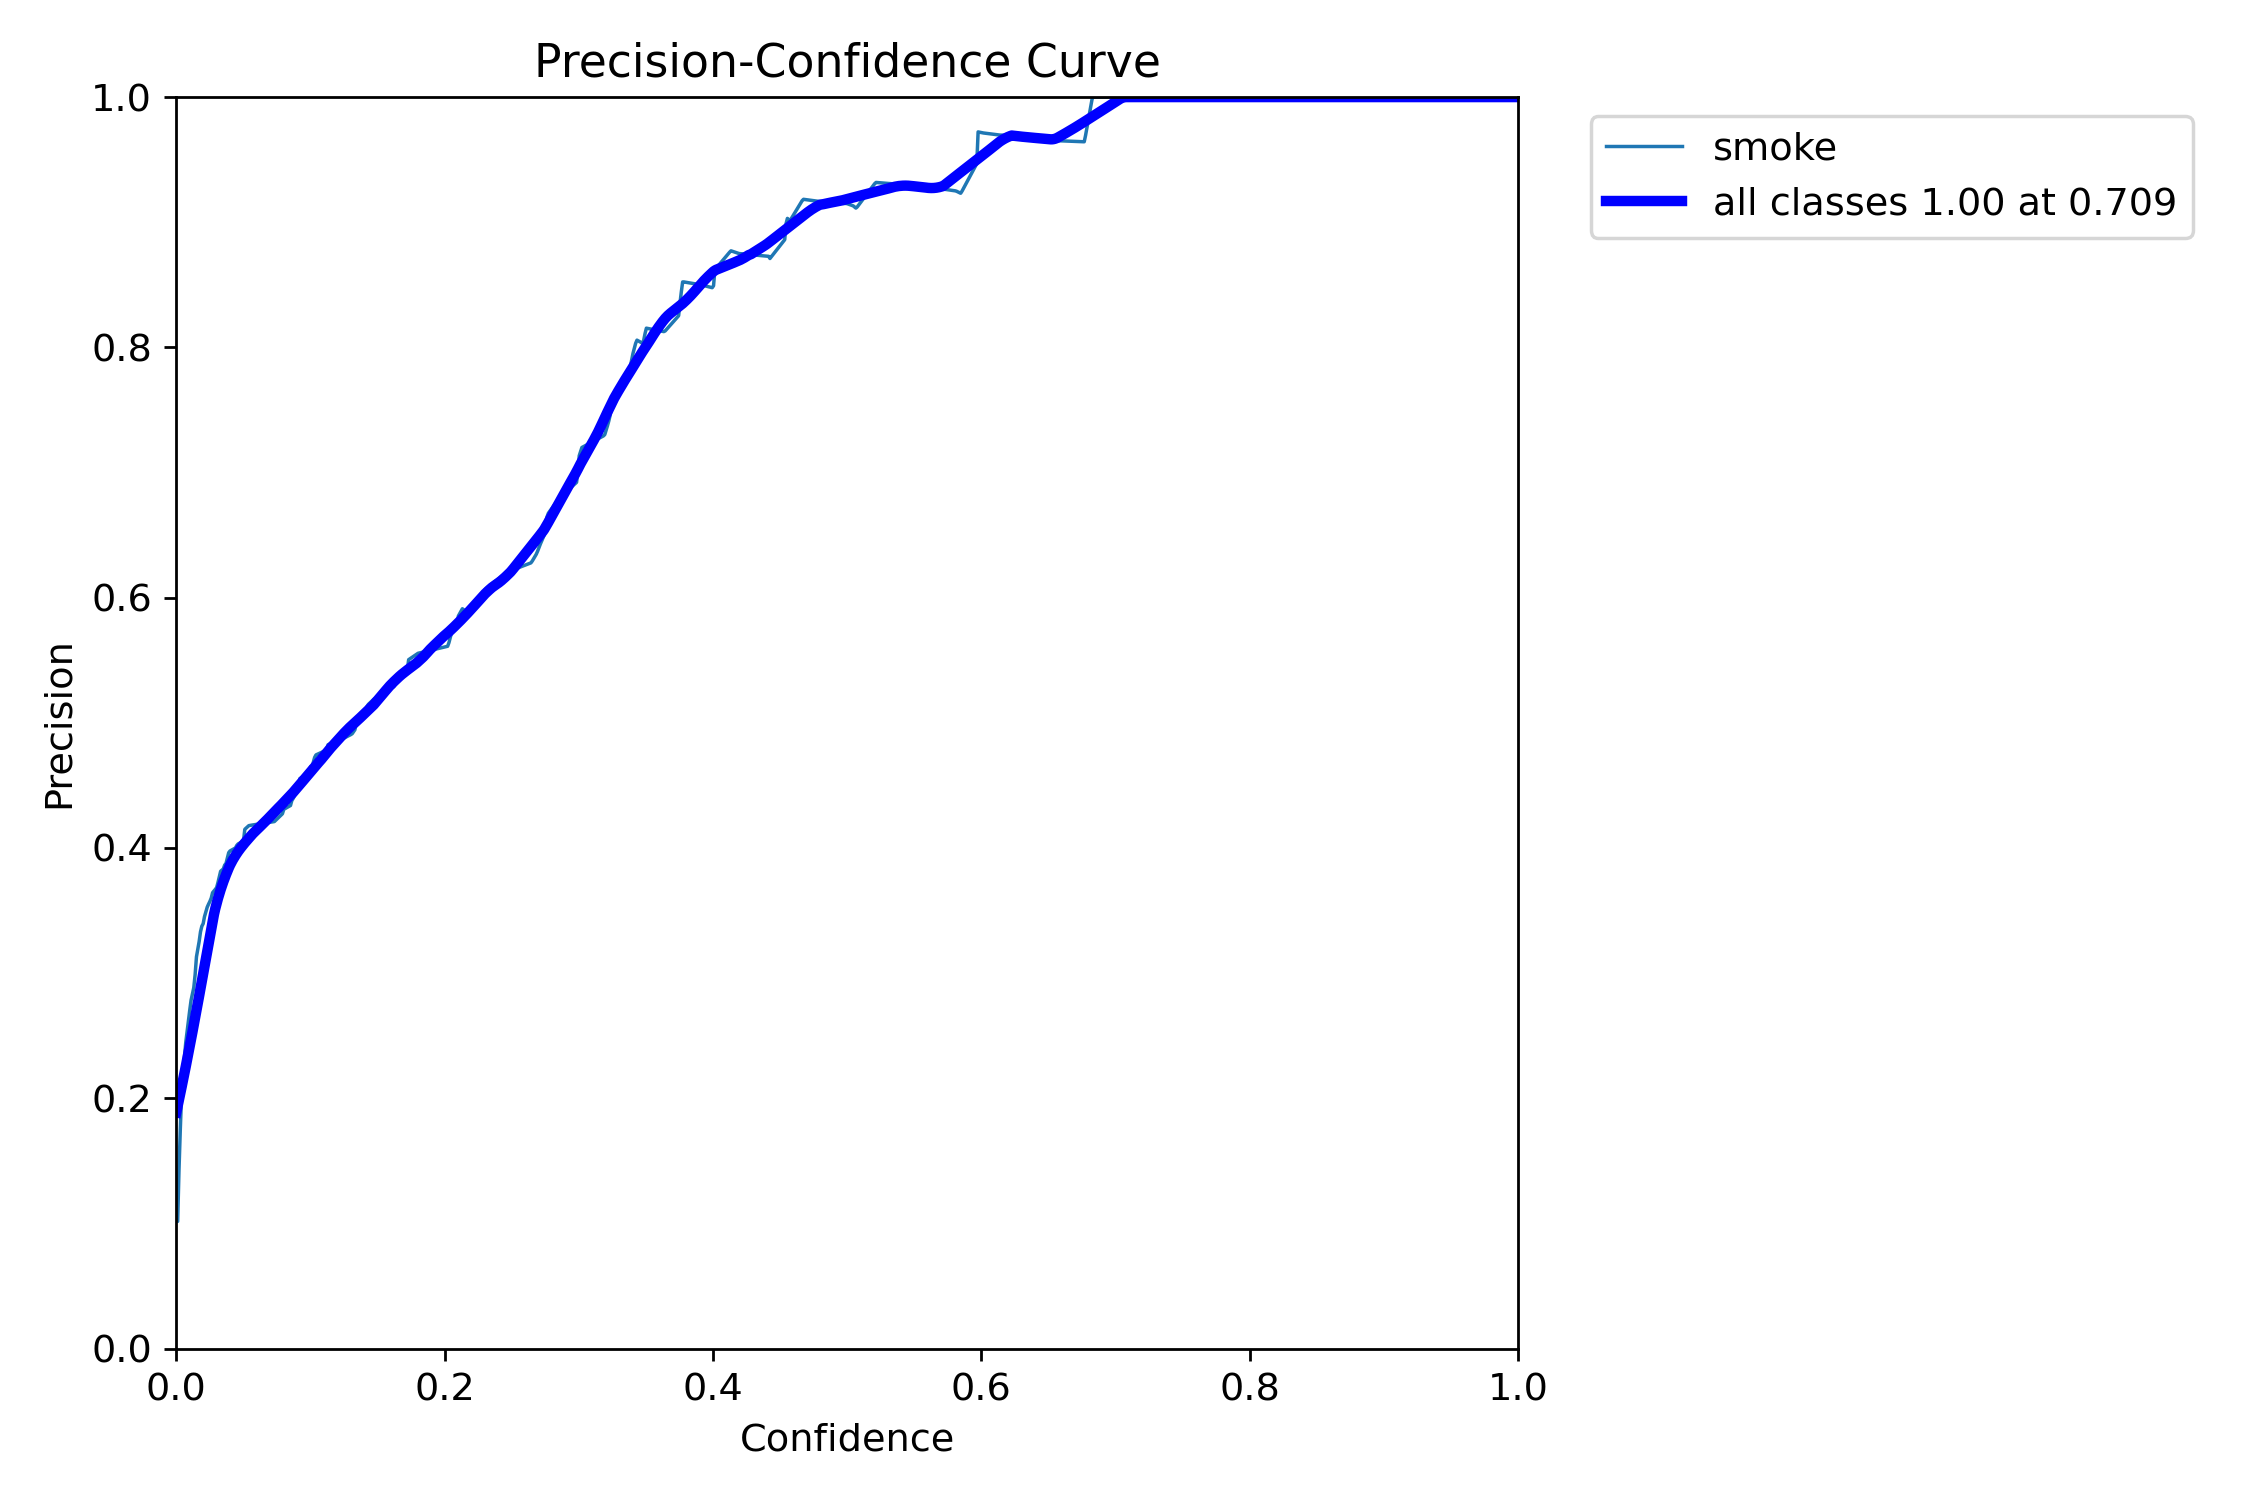 Precision-Confidence Curve
1.0
0.8
0.6
0.4
0.2
0.0
Precision
0.0 0.2 0.4 0.6 0.8 1.0
Confidence
smoke
all classes 1.00 at 0.709